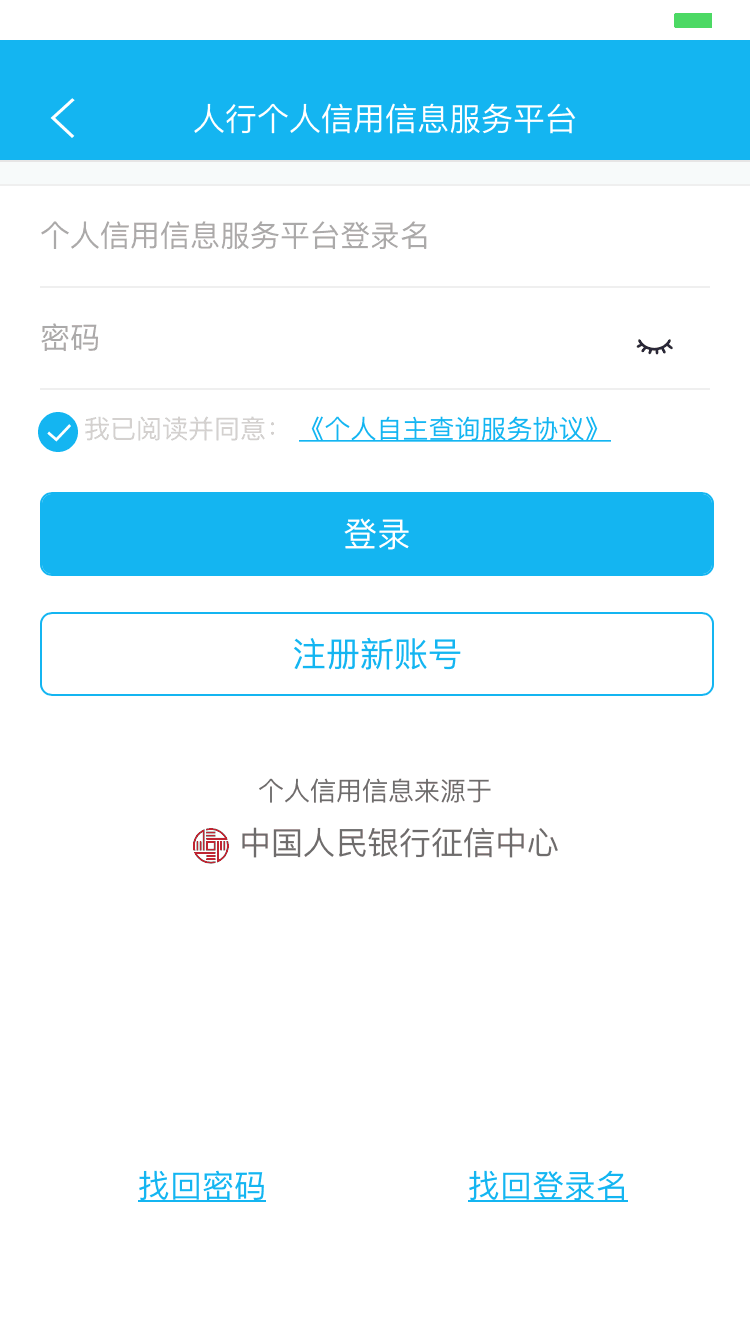 人行个人信用信息服务平台
个人信用信息服务平台登录名
密码
我已阅读并同意： 《个人自主查询服务协议》
登录
注册新账号
个人信用信息来源于
中国人民银行征信中心
找回密码 找回登录名